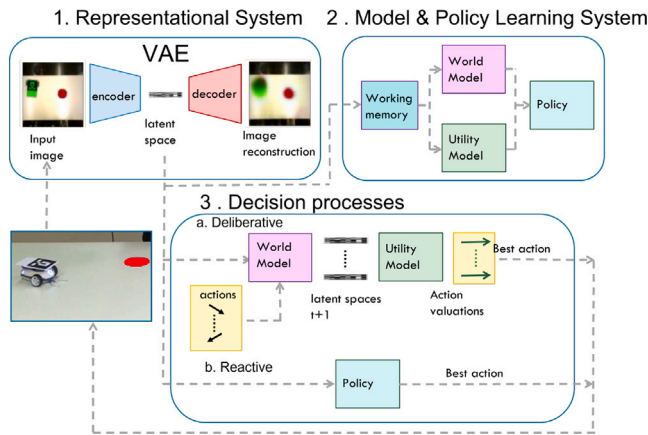 1. Representational System
VAE
encoder
decoder
Input
image
latent
space
Image
reconstruction
2 . Model & Policy Learning System
Working
memory
World
Model
Utility
Model
Policy
3 . Decision processes
a. Deliberative
World
Model
actions
latent spaces
t+1
Utility
Model
Action
valuations
Best action
b. Reactive
Policy
Best action